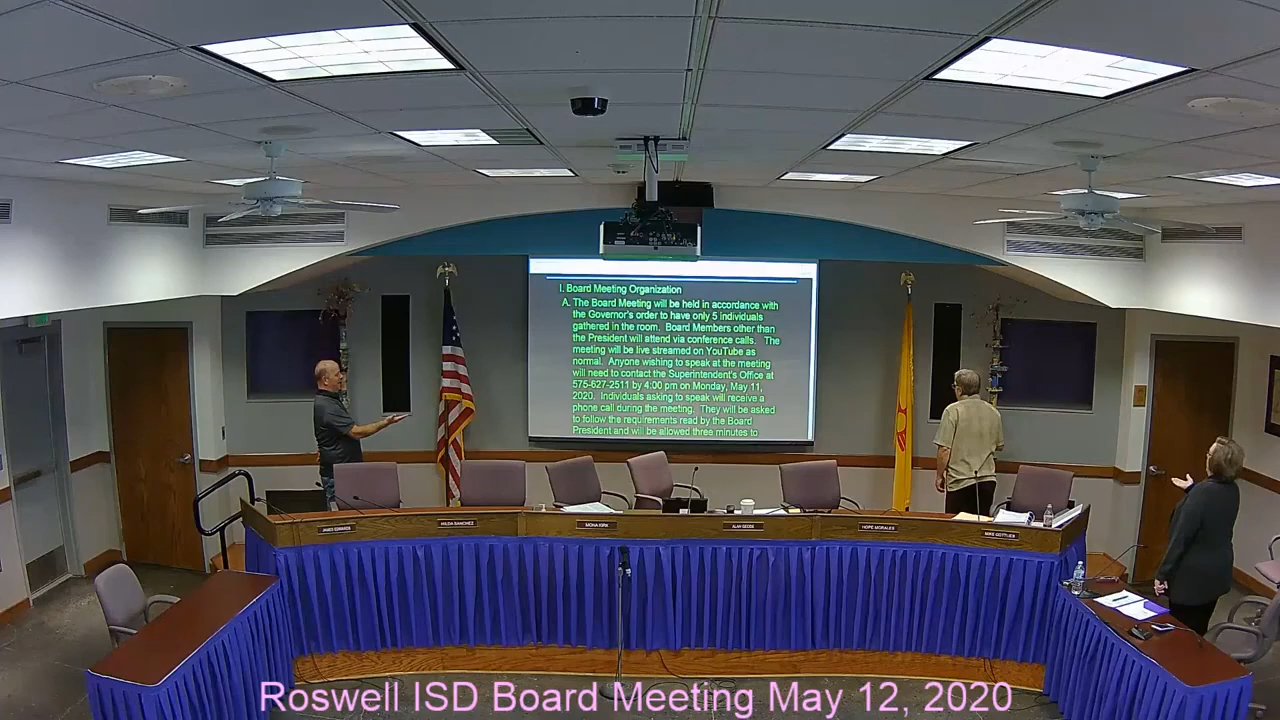 I. Board Meeting Organization
A. The Board Meeting will be held in accordance with
the Governor's order to have only 5 individuals
gathered in the room. Board Members other than
the President will attend via conference calls. The
meeting will be live streamed on YouTube as
normal. Anyone wishing to speak at the meeting
will need to contact the Superintendent's Office at
575-627-2511 by 4:00 pm on Monday, May 11,
2020. Individuals asking to speak will receive a
phone call during the meeting. They will be asked
to follow the requirements read by the Board
President and will be allowed three minutes to
JAMES EDWARDS
HILDA SANCHEZ
MONA KIRK
ALAN GEDDE
HOPE MORALES
MIKE GOTTLIEB
Roswell ISD Board Meeting May 12, 2020